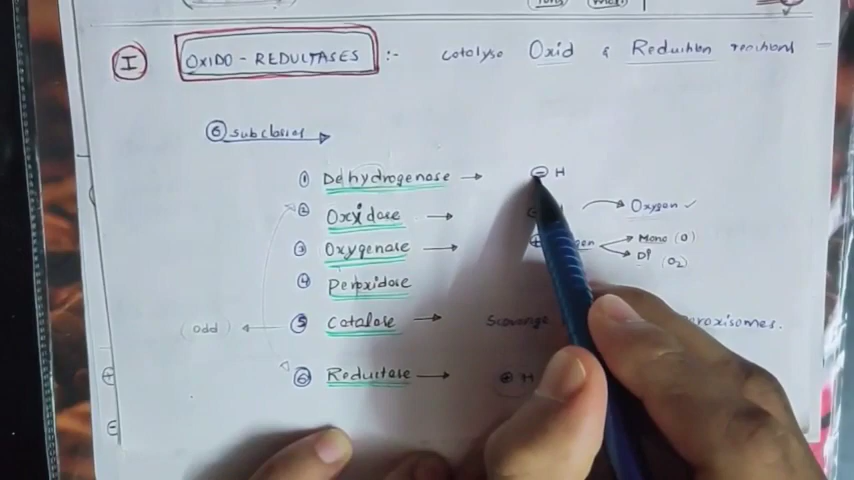 I OXIDO - REDUCTASES :- catalyse Oxid & Reduction reactions -
⑥ subclasses →
① Dehydrogenase → ⊖ H
② Oxidase → → Oxygen ✓
③ Oxygenase → Mono (O)
Di (O2)
④ peroxidase
(odd) ← ⑤ catalase → Scavenge peroxisomes.
⑥ Reductase → ⊕ H